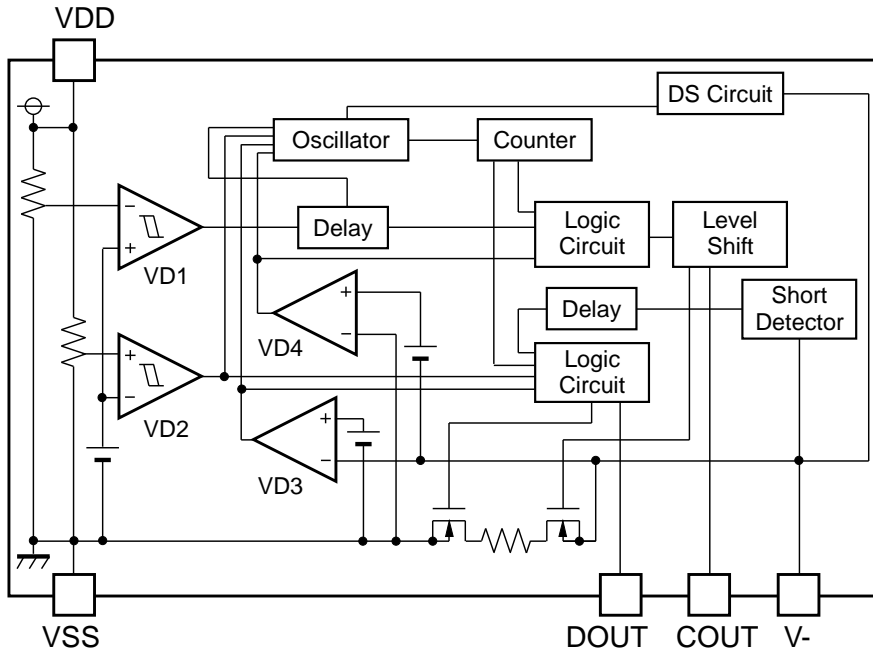 VDD
DS Circuit
Oscillator
Counter
−
+
VD1
Delay
Logic
Circuit
Level
Shift
+
−
VD4
Delay
Short
Detector
+
−
VD2
Logic
Circuit
+
−
VD3
VSS
DOUT
COUT
V-